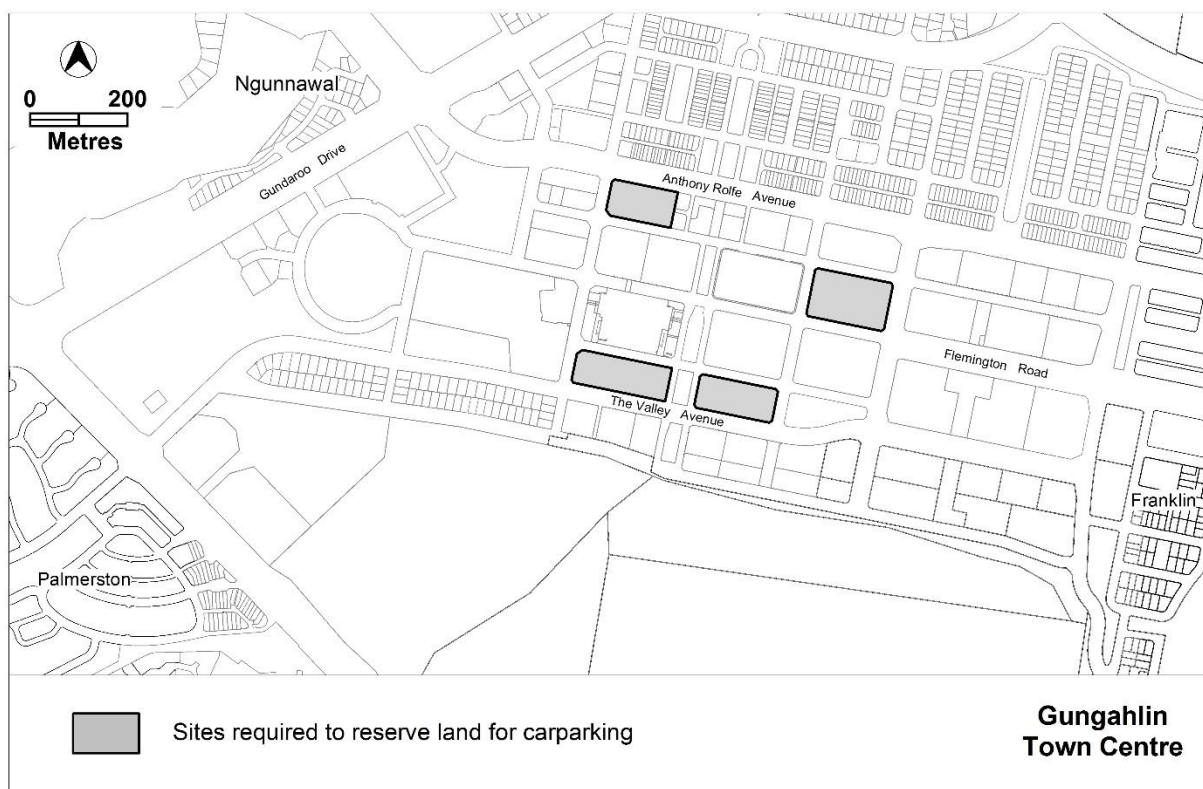 Ngunnawal
0 200
Metres
Gundaroo Drive
Anthony Rolfe Avenue
Flemington Road
The Valley Avenue
Franklin
Palmerston
Sites required to reserve land for carparking
Gungahlin
Town Centre